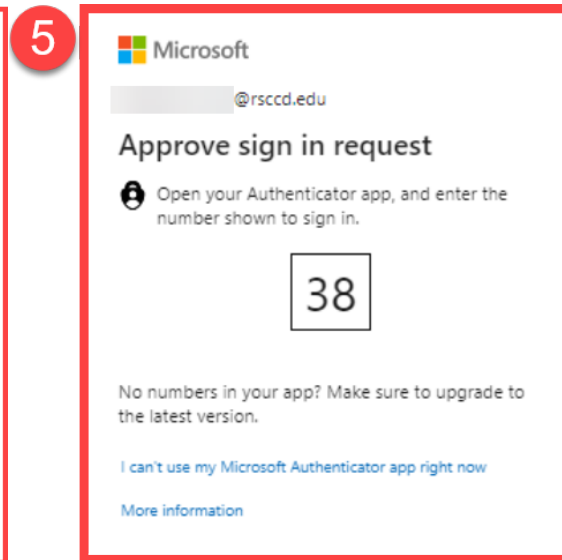 5
Microsoft
@rsccd.edu
Approve sign in request
Open your Authenticator app, and enter the
number shown to sign in.
38
No numbers in your app? Make sure to upgrade to
the latest version.
I can't use my Microsoft Authenticator app right now
More information